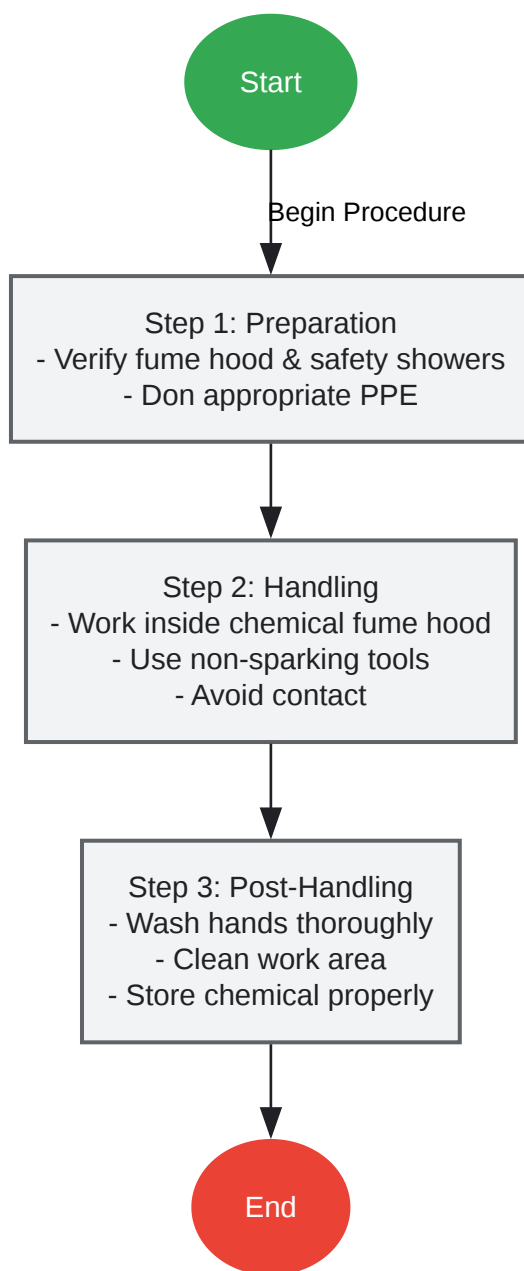 Start
Begin Procedure
Step 1: Preparation
- Verify fume hood & safety showers
- Don appropriate PPE
Step 2: Handling
- Work inside chemical fume hood
- Use non-sparking tools
- Avoid contact
Step 3: Post-Handling
- Wash hands thoroughly
- Clean work area
- Store chemical properly
End